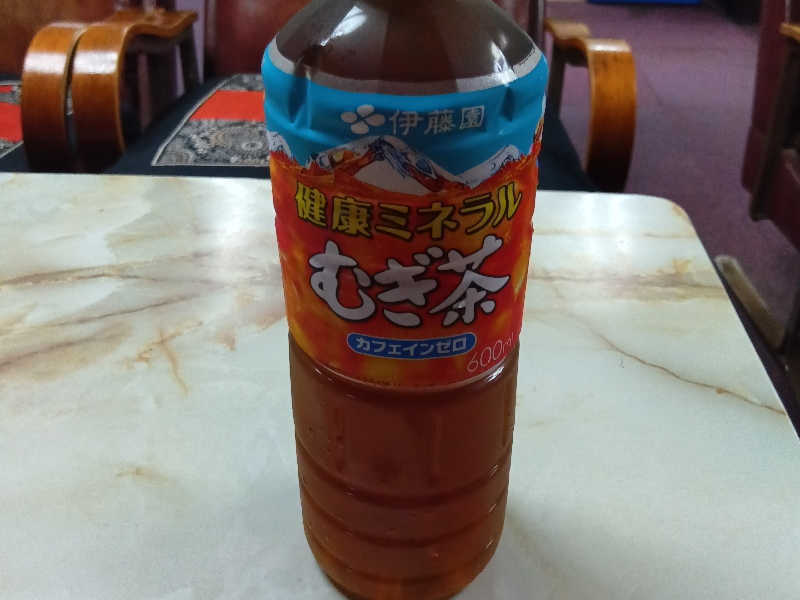 伊藤園
健康ミネラル
むぎ茶
カフェインゼロ
600ml